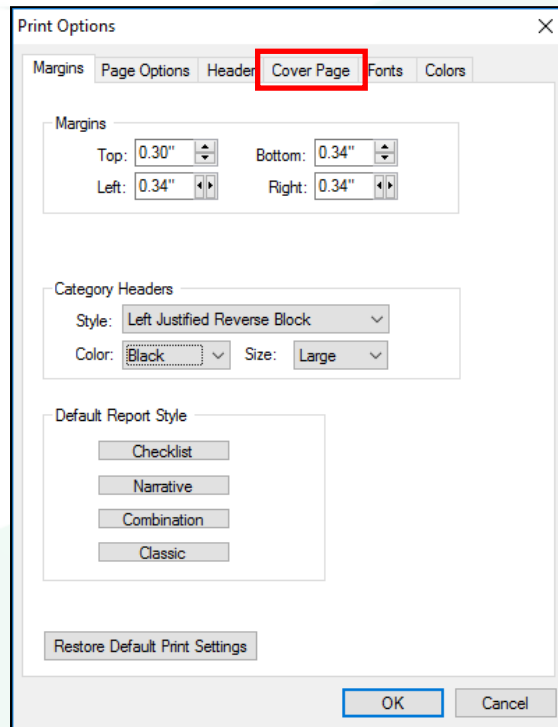 Print Options
Margins Page Options Header Cover Page Fonts Colors
Margins
Top: 0.30" Bottom: 0.34"
Left: 0.34" Right: 0.34"
Category Headers
Style: Left Justified Reverse Block
Color: Black Size: Large
Default Report Style
Checklist
Narrative
Combination
Classic
Restore Default Print Settings
OK Cancel